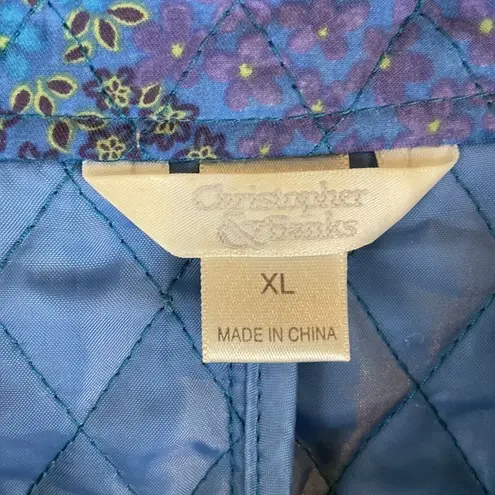 Christopher
& Banks
XL
MADE IN CHINA